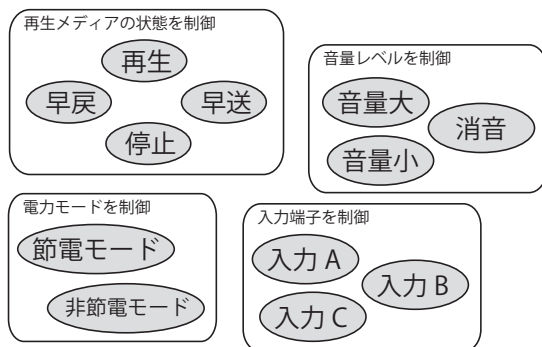 再生メディアの状態を制御
再生
早戻
早送
停止
音量レベルを制御
音量大
消音
音量小
電力モードを制御
節電モード
非節電モード
入力端子を制御
入力 A
入力 B
入力 C